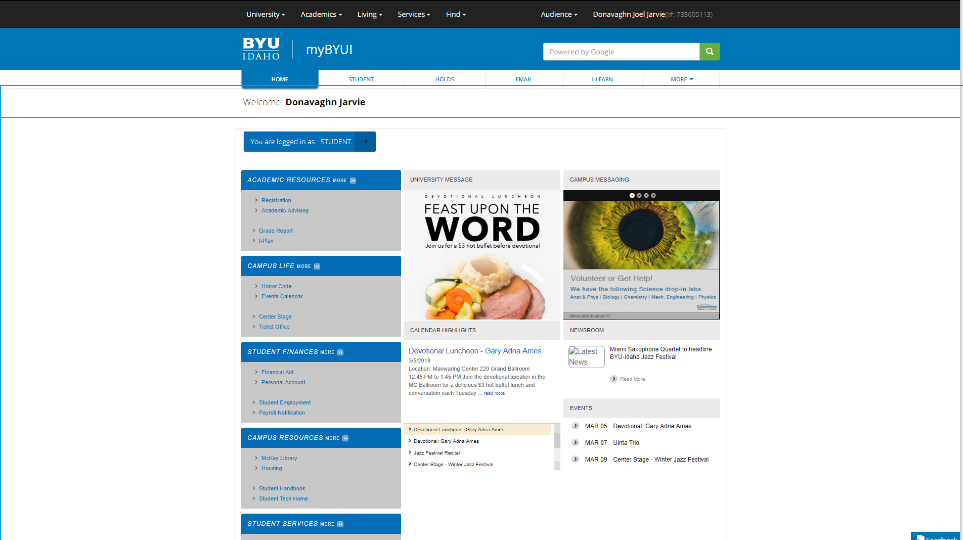 University
Academics
Living
Services
Find
Audience
Donovaghn Joel Jarvie
BYU
IDAHO
myBYUI
Powered by Google
HOME
STUDENT
HOLDS
EMAIL
I-LEARN
MORE
Welcome, Donavaghn Jarvie
You are logged in as: STUDENT
ACADEMIC RESOURCES MORE
Registration
Academic Advising
Grade Report
I-Plan
CAMPUS LIFE MORE
Honor Code
Events Calendar
Center Stage
Ticket Office
STUDENT FINANCES MORE
Financial Aid
Personal Account
Student Employment
Payroll Notification
CAMPUS RESOURCES MORE
McKay Library
Housing
Student Handbook
Student Tech Home
STUDENT SERVICES MORE
UNIVERSITY MESSAGE
DEVOTIONAL LUNCHEON
FEAST UPON THE
WORD
Join us for a $3 hot buffet before devotional
CALENDAR HIGHLIGHTS
Devotional Luncheon - Gary Adna Ames
3/5/2019
Location: Manwaring Center 220 Grand Ballroom
12:45 PM to 1:45 PM Join the devotional speaker in the
MC Ballroom for a delicious $3 hot buffet lunch and
conversation each Tuesday ... read more
Devotional Luncheon - Gary Adna Ames
Devotional: Gary Adna Ames
Jazz Festival Recital
Center Stage - Winter Jazz Festival
CAMPUS MESSAGING
Volunteer or Get Help!
We have the following Science drop-in labs:
Anat & Phys | Biology | Chemistry | Mech. Engineering | Physics
More Information
NEWSROOM
Latest
News
Miami Saxophone Quartet to headline
BYU-Idaho Jazz Festival
Read More
EVENTS
MAR 05 Devotional: Gary Adna Ames
MAR 07 Uinta Trio
MAR 09 Center Stage - Winter Jazz Festival
Feedback